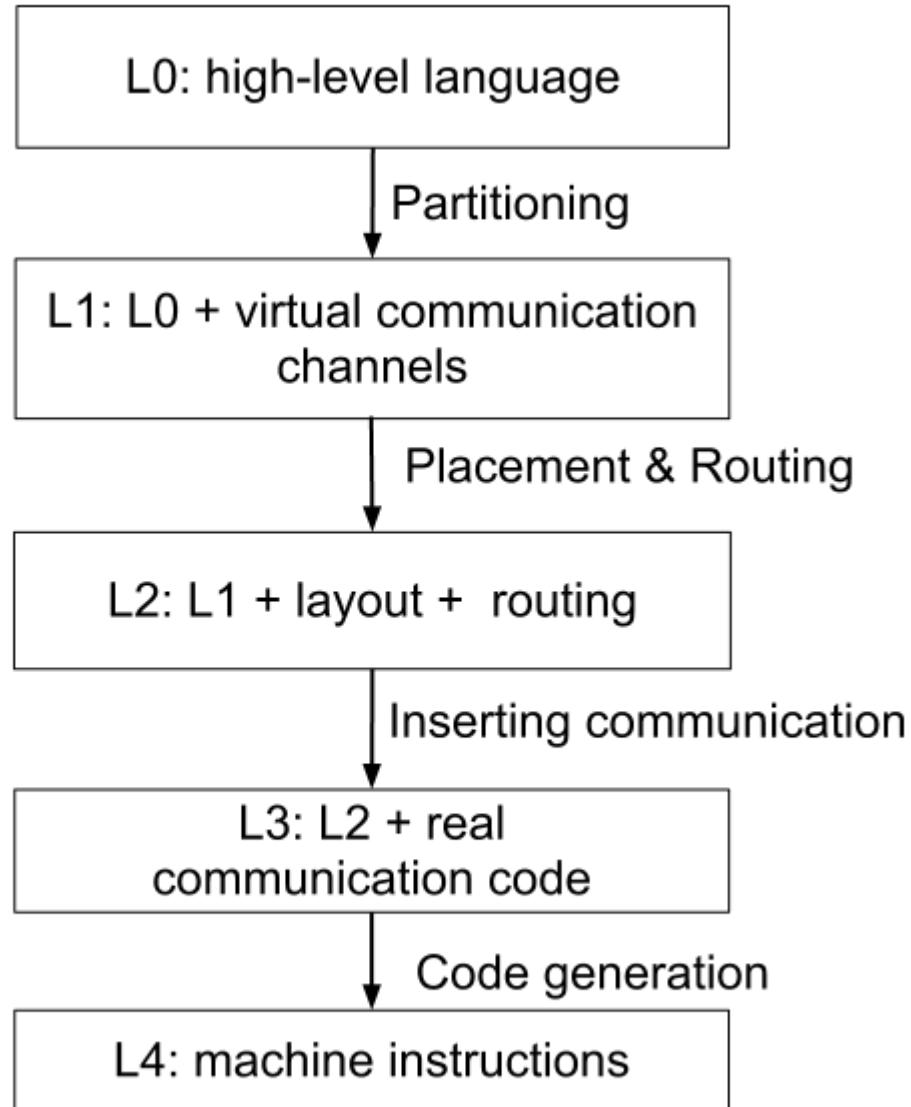 L0: high-level language
Partitioning
L1: L0 + virtual communication
channels
Placement & Routing
L2: L1 + layout + routing
Inserting communication
L3: L2 + real
communication code
Code generation
L4: machine instructions